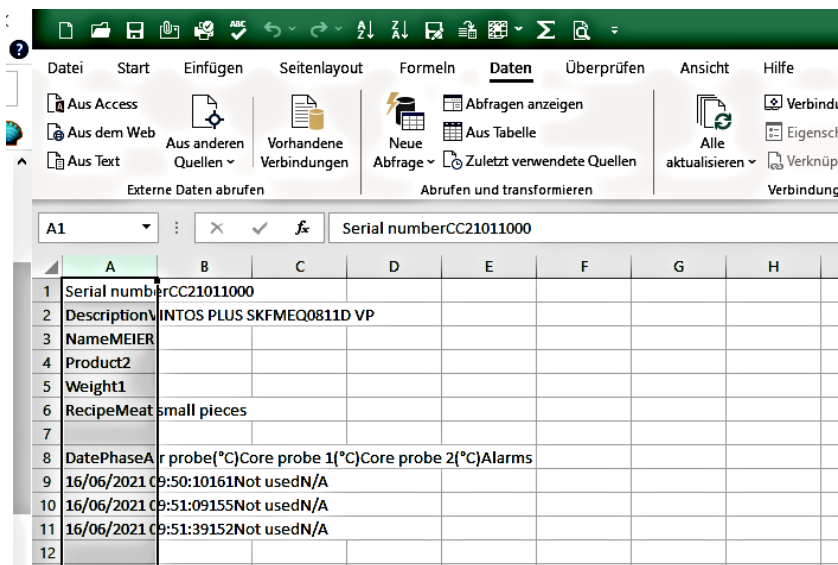 Datei Start Einfügen Seitenlayout Formeln Daten Überprüfen Ansicht Hilfe
Aus Access
Aus dem Web
Aus Text
Aus anderen Quellen
Vorhandene Verbindungen
Externe Daten abrufen
Neue Abfrage
Abfragen anzeigen
Aus Tabelle
Zuletzt verwendete Quellen
Abrufen und transformieren
Alle aktualisieren
Verbindu
Eigensch
Verknüp
Verbindung
A1 fx Serial numberCC21011000
A B C D E F G H
1 Serial numberCC21011000
2 DescriptionVINTOS PLUS SKFMEQ0811D VP
3 NameMEIER
4 Product2
5 Weight1
6 RecipeMeat small pieces
7
8 DatePhaseAir probe(°C)Core probe 1(°C)Core probe 2(°C)Alarms
9 16/06/2021 09:50:10161Not usedN/A
10 16/06/2021 09:51:09155Not usedN/A
11 16/06/2021 09:51:39152Not usedN/A
12